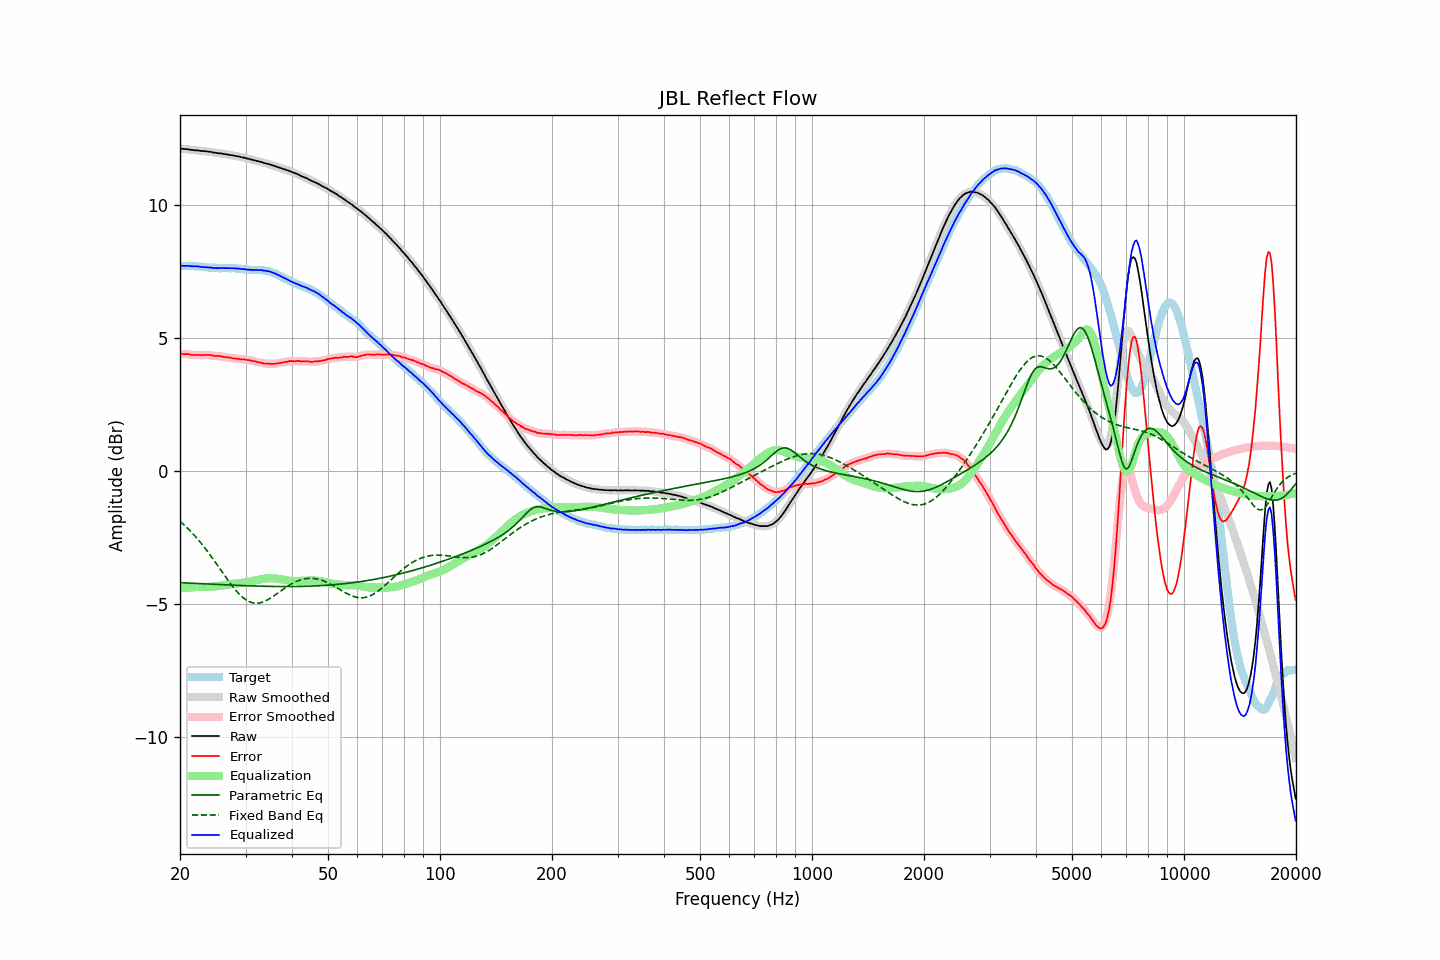 JBL Reflect Flow
Amplitude (dBr)
10
5
0
−5
−10
Target
Raw Smoothed
Error Smoothed
Raw
Error
Equalization
Parametric Eq
Fixed Band Eq
Equalized
20 50 100 200 500 1000 2000 5000 10000 20000
Frequency (Hz)